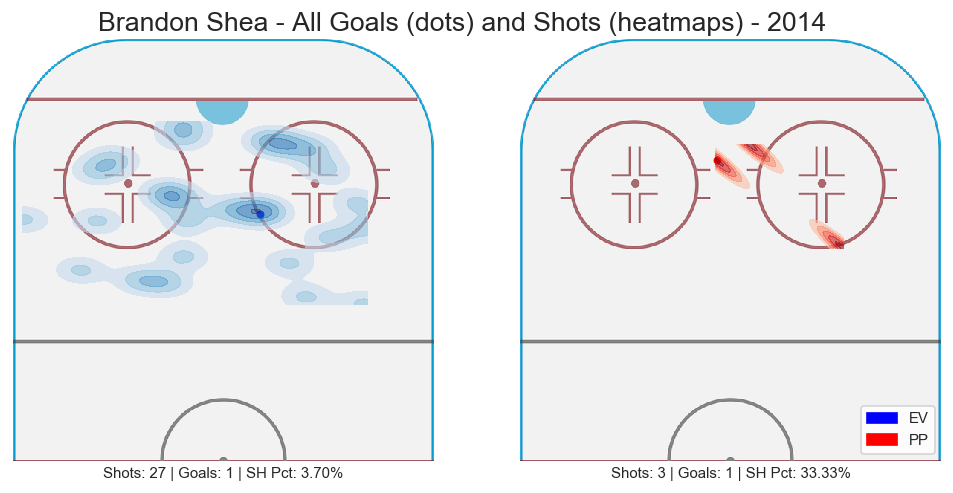 Brandon Shea - All Goals (dots) and Shots (heatmaps) - 2014
EV
PP
Shots: 27 | Goals: 1 | SH Pct: 3.70%
Shots: 3 | Goals: 1 | SH Pct: 33.33%